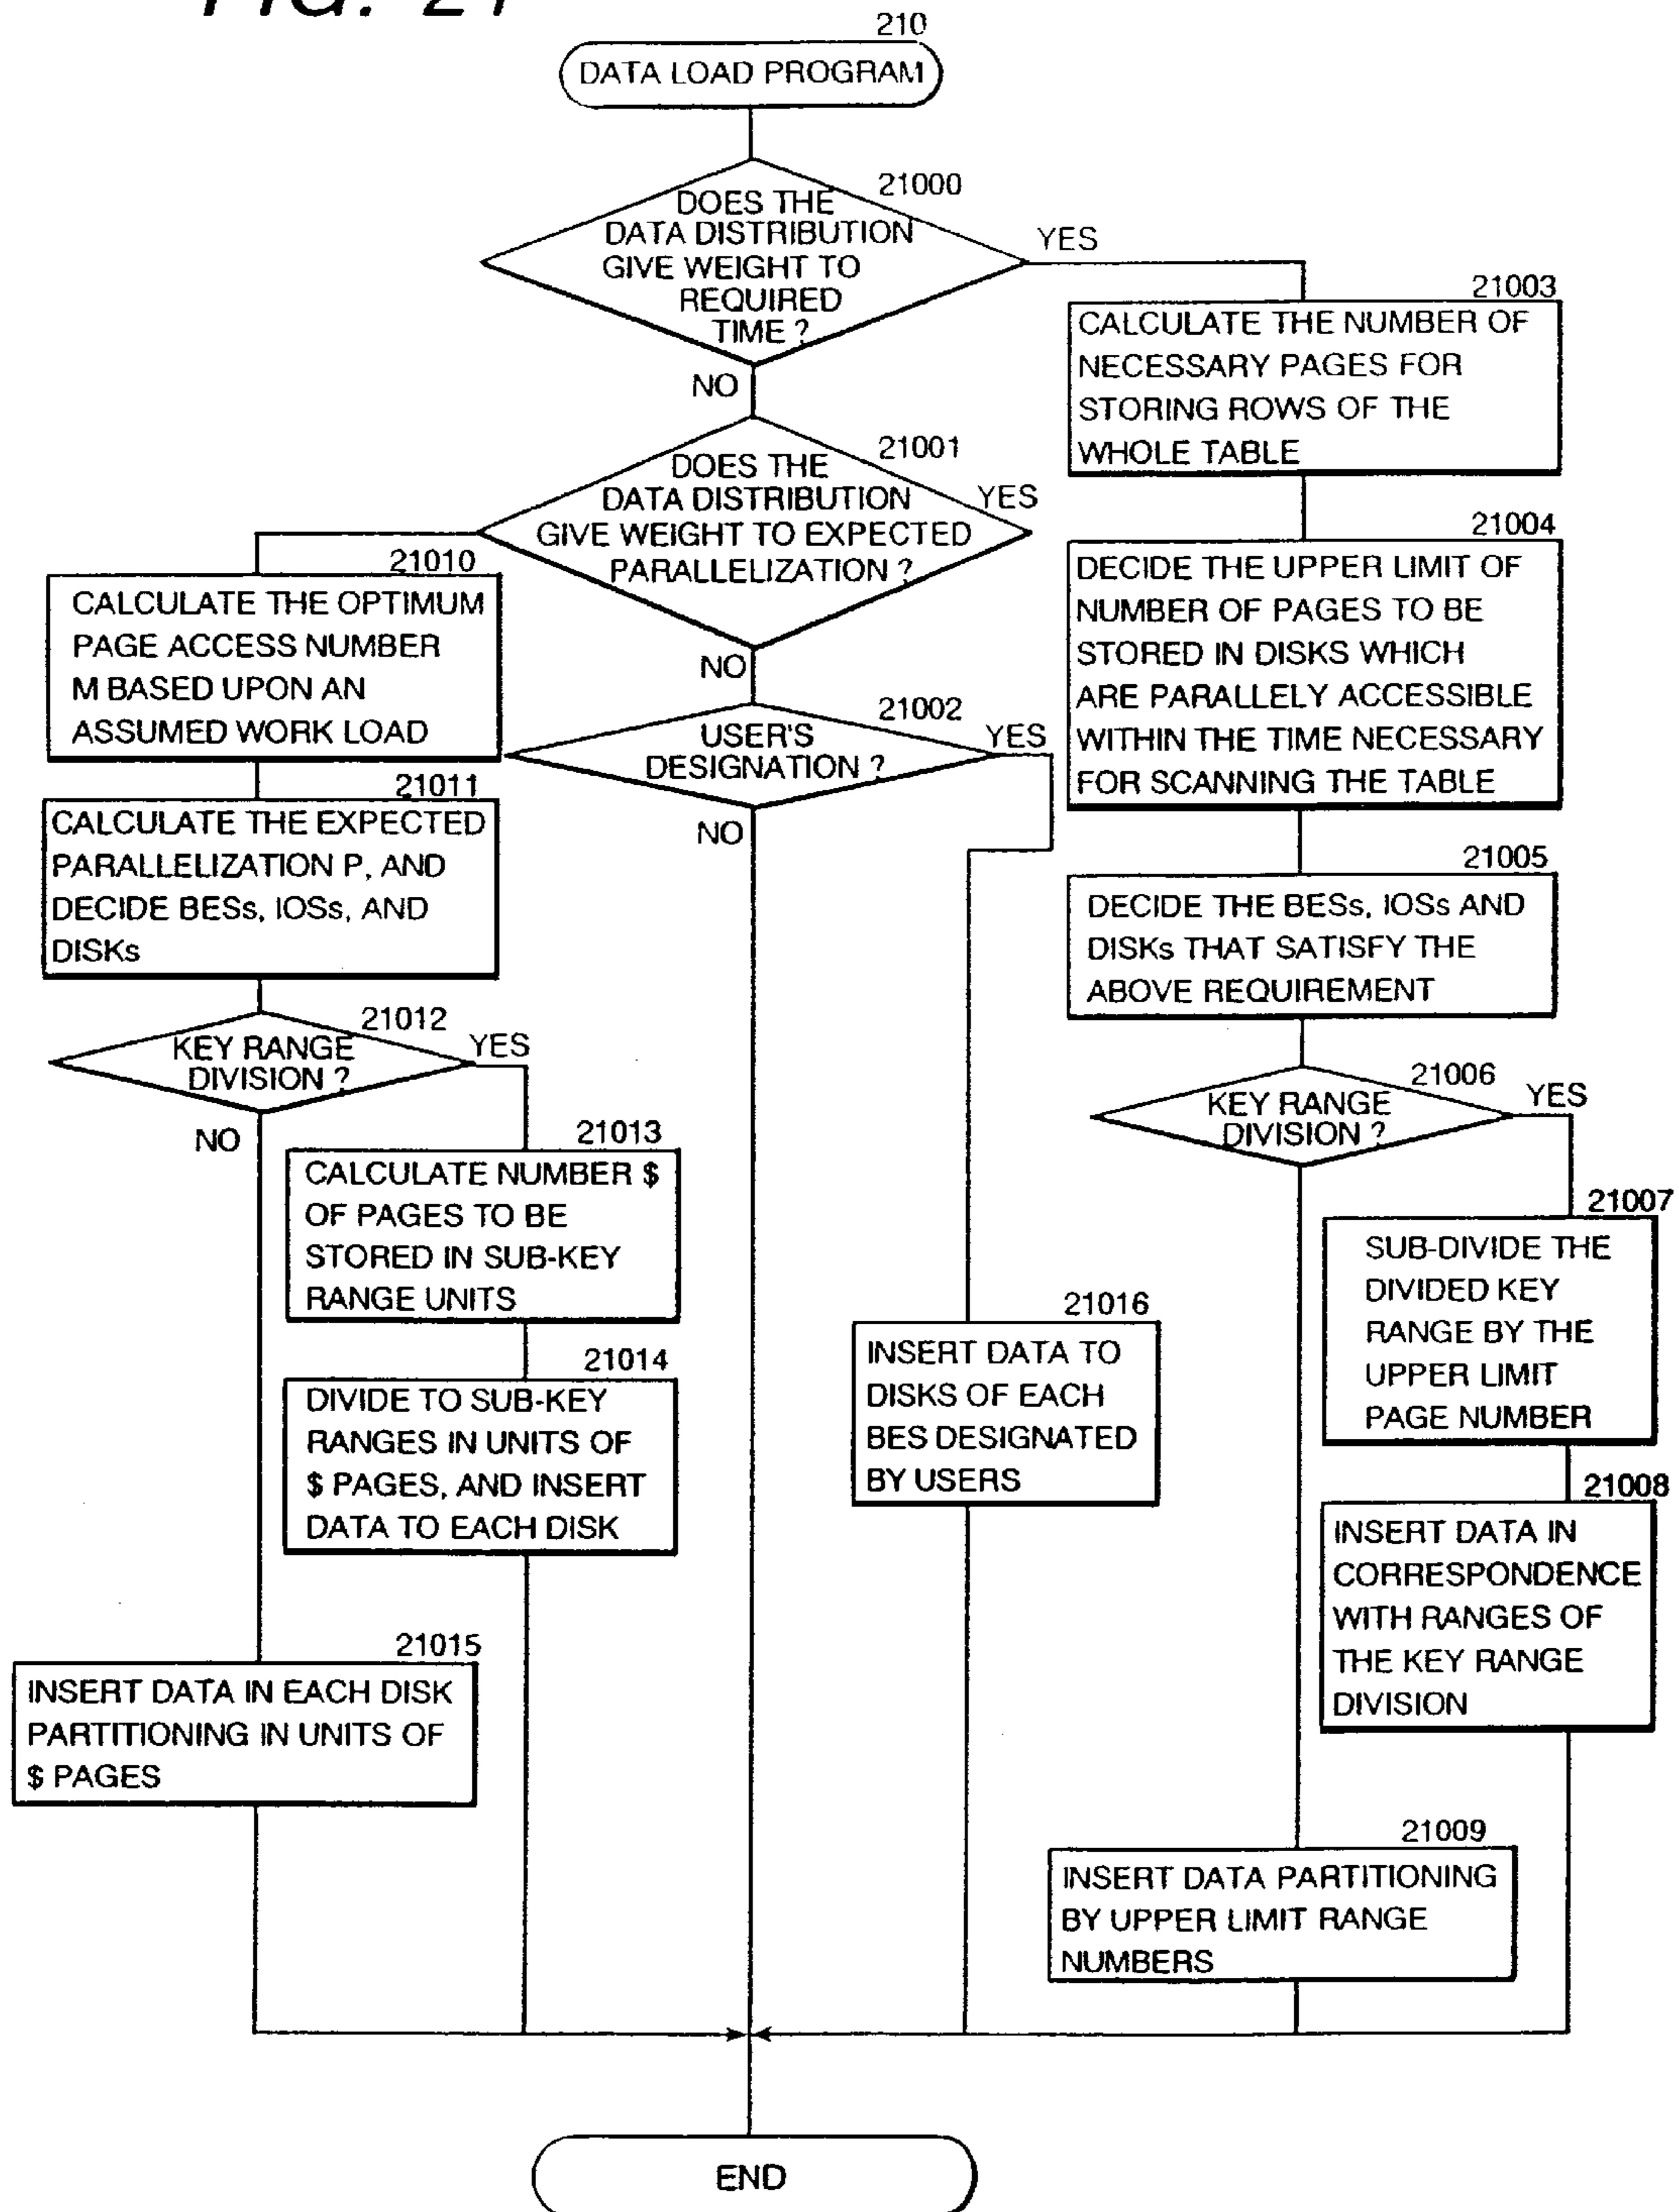 FIG. 21
210
DATA LOAD PROGRAM
21000
DOES THE
DATA DISTRIBUTION
GIVE WEIGHT TO
REQUIRED
TIME ?
YES
NO
21003
CALCULATE THE NUMBER OF
NECESSARY PAGES FOR
STORING ROWS OF THE
WHOLE TABLE
21001
DOES THE
DATA DISTRIBUTION
GIVE WEIGHT TO EXPECTED
PARALLELIZATION ?
YES
NO
21004
DECIDE THE UPPER LIMIT OF
NUMBER OF PAGES TO BE
STORED IN DISKS WHICH
ARE PARALLELY ACCESSIBLE
WITHIN THE TIME NECESSARY
FOR SCANNING THE TABLE
21010
CALCULATE THE OPTIMUM
PAGE ACCESS NUMBER
M BASED UPON AN
ASSUMED WORK LOAD
21002
USER'S
DESIGNATION ?
YES
NO
21011
CALCULATE THE EXPECTED
PARALLELIZATION P, AND
DECIDE BESs, IOSs, AND
DISKs
21005
DECIDE THE BESs, IOSs AND
DISKs THAT SATISFY THE
ABOVE REQUIREMENT
21012
KEY RANGE
DIVISION ?
YES
NO
21006
KEY RANGE
DIVISION ?
YES
21013
CALCULATE NUMBER $
OF PAGES TO BE
STORED IN SUB-KEY
RANGE UNITS
21007
SUB-DIVIDE THE
DIVIDED KEY
RANGE BY THE
UPPER LIMIT
PAGE NUMBER
21016
INSERT DATA TO
DISKS OF EACH
BES DESIGNATED
BY USERS
21014
DIVIDE TO SUB-KEY
RANGES IN UNITS OF
$ PAGES, AND INSERT
DATA TO EACH DISK
21008
INSERT DATA IN
CORRESPONDENCE
WITH RANGES OF
THE KEY RANGE
DIVISION
21015
INSERT DATA IN EACH DISK
PARTITIONING IN UNITS OF
$ PAGES
21009
INSERT DATA PARTITIONING
BY UPPER LIMIT RANGE
NUMBERS
END